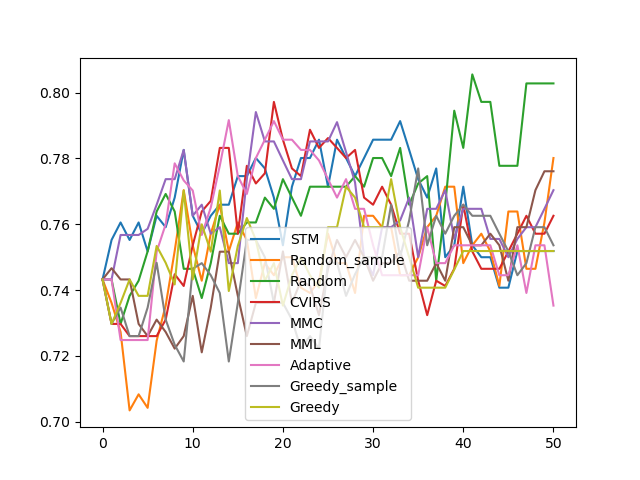 0.80
0.78
0.76
0.74
0.72
0.70
STM
Random_sample
Random
CVIRS
MMC
MML
Adaptive
Greedy_sample
Greedy
0 10 20 30 40 50